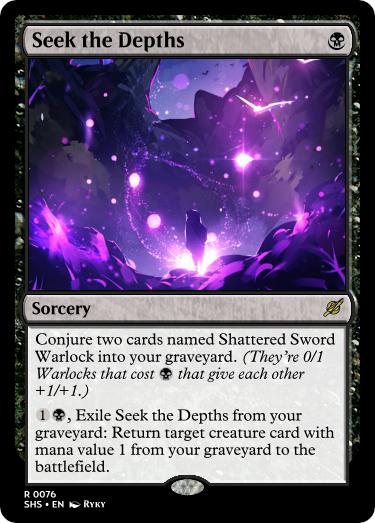 Seek the Depths
Sorcery
Conjure two cards named Shattered Sword
Warlock into your graveyard. (They're 0/1
Warlocks that cost that give each other
+1/+1.)
1 , Exile Seek the Depths from your
graveyard: Return target creature card with
mana value 1 from your graveyard to the
battlefield.
R 0076
SHS • EN Ryky